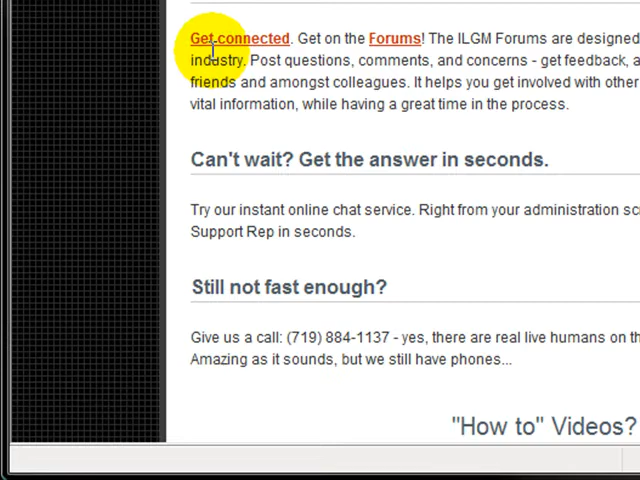 Get connected. Get on the Forums! The ILGM Forums are designed
industry. Post questions, comments, and concerns - get feedback, a
friends and amongst colleagues. It helps you get involved with other
vital information, while having a great time in the process.
Can't wait? Get the answer in seconds.
Try our instant online chat service. Right from your administration sc
Support Rep in seconds.
Still not fast enough?
Give us a call: (719) 884-1137 - yes, there are real live humans on th
Amazing as it sounds, but we still have phones...
"How to" Videos?